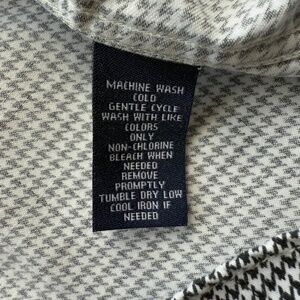 MACHINE WASH
COLD
GENTLE CYCLE
WASH WITH LIKE
COLORS
ONLY
NON-CHLORINE
BLEACH WHEN
NEEDED
REMOVE
PROMPTLY
TUMBLE DRY LOW
COOL IRON IF
NEEDED